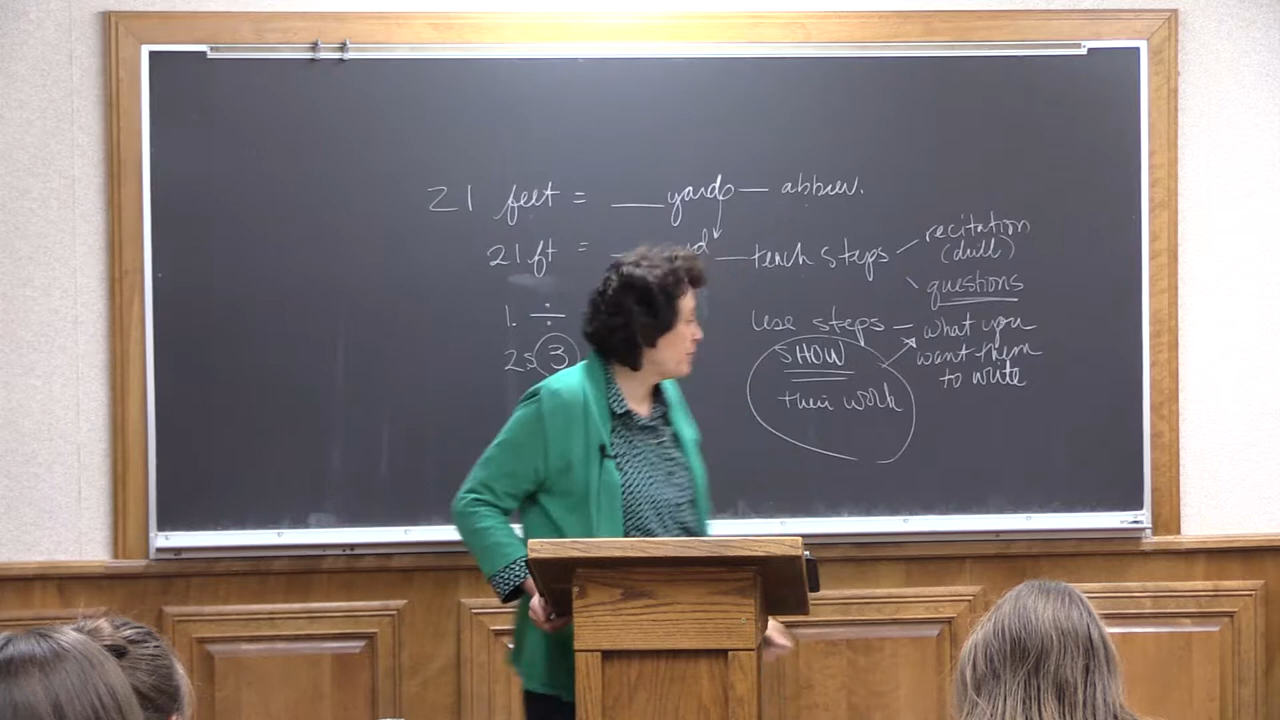 21 feet = ___ yards — abbrev.
21 ft = — teach steps — recitation
(drill)
questions
1. ÷
2. 3
Use steps — what you
want them
to write
SHOW
their work